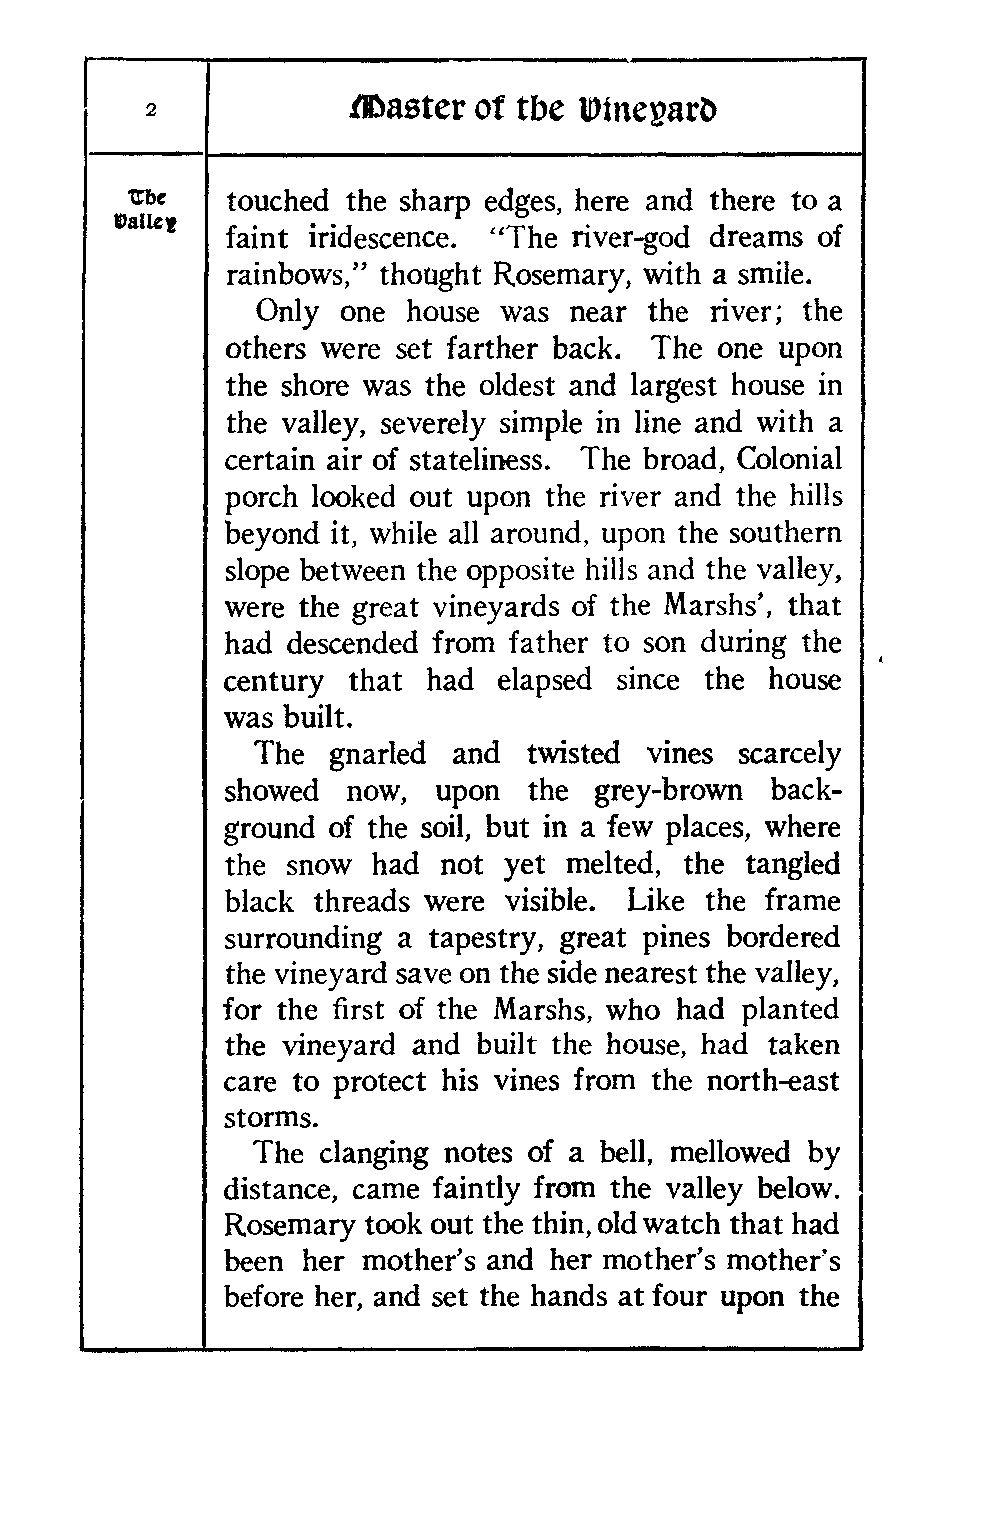 2
Master of the Vineyard
The
Valley
touched the sharp edges, here and there to a
faint iridescence. “The river-god dreams of
rainbows,” thought Rosemary, with a smile.
Only one house was near the river; the
others were set farther back. The one upon
the shore was the oldest and largest house in
the valley, severely simple in line and with a
certain air of stateliness. The broad, Colonial
porch looked out upon the river and the hills
beyond it, while all around, upon the southern
slope between the opposite hills and the valley,
were the great vineyards of the Marshs’, that
had descended from father to son during the
century that had elapsed since the house
was built.
The gnarled and twisted vines scarcely
showed now, upon the grey-brown back-
ground of the soil, but in a few places, where
the snow had not yet melted, the tangled
black threads were visible. Like the frame
surrounding a tapestry, great pines bordered
the vineyard save on the side nearest the valley,
for the first of the Marshs, who had planted
the vineyard and built the house, had taken
care to protect his vines from the north-east
storms.
The clanging notes of a bell, mellowed by
distance, came faintly from the valley below.
Rosemary took out the thin, old watch that had
been her mother’s and her mother’s mother’s
before her, and set the hands at four upon the